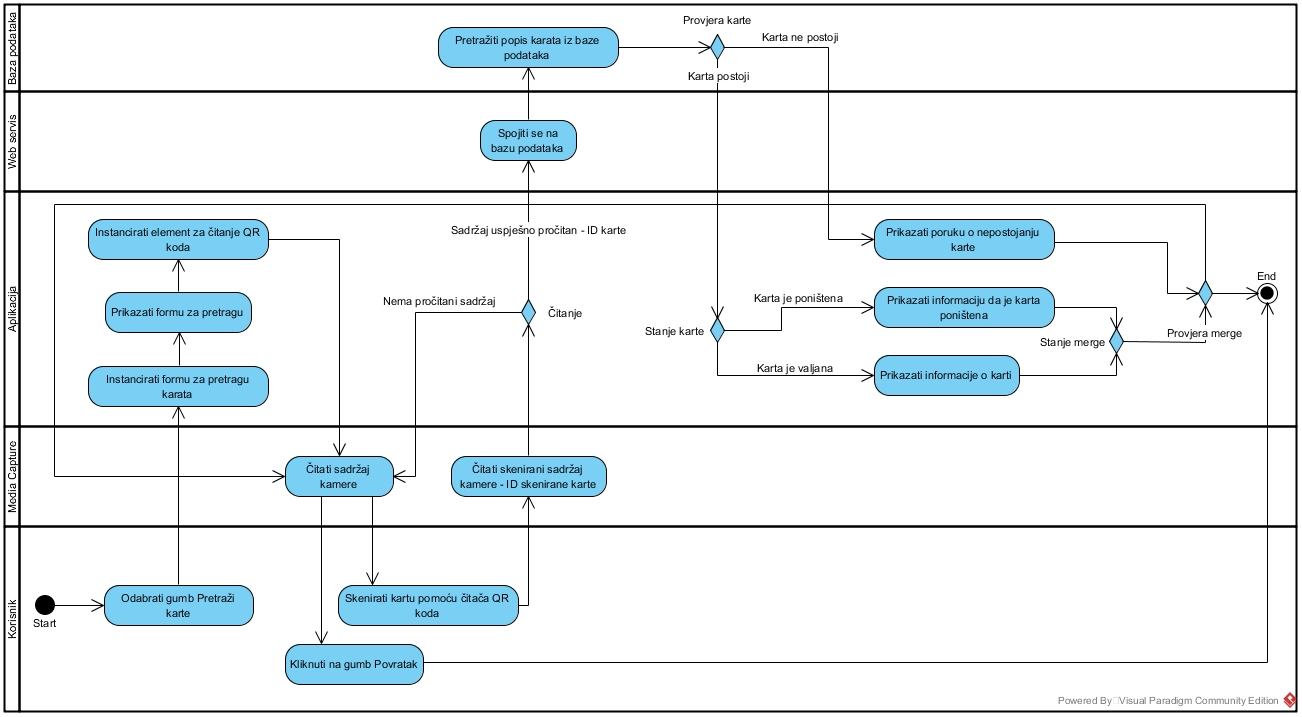 Baza podataka
Pretražiti popis karata iz baze
podataka
Provjera karte
Karta ne postoji
Karta postoji
Web servis
Spojiti se na
bazu podataka
Aplikacija
Sadržaj uspješno pročitan - ID karte
Instancirati element za čitanje QR
koda
Prikazati formu za pretragu
Instancirati formu za pretragu
karata
Nema pročitani sadržaj
Čitanje
Prikazati poruku o nepostojanju
karte
Karta je poništena
Stanje karte
Karta je valjana
Prikazati informaciju da je karta
poništena
Prikazati informacije o karti
Stanje merge
Provjera merge
End
Media Capture
Čitati sadržaj
kamere
Čitati skenirani sadržaj
kamere - ID skenirane karte
Korisnik
Start
Odabrati gumb Pretraži
karte
Skenirati kartu pomoću čitača QR
koda
Kliknuti na gumb Povratak
Powered By Visual Paradigm Community Edition